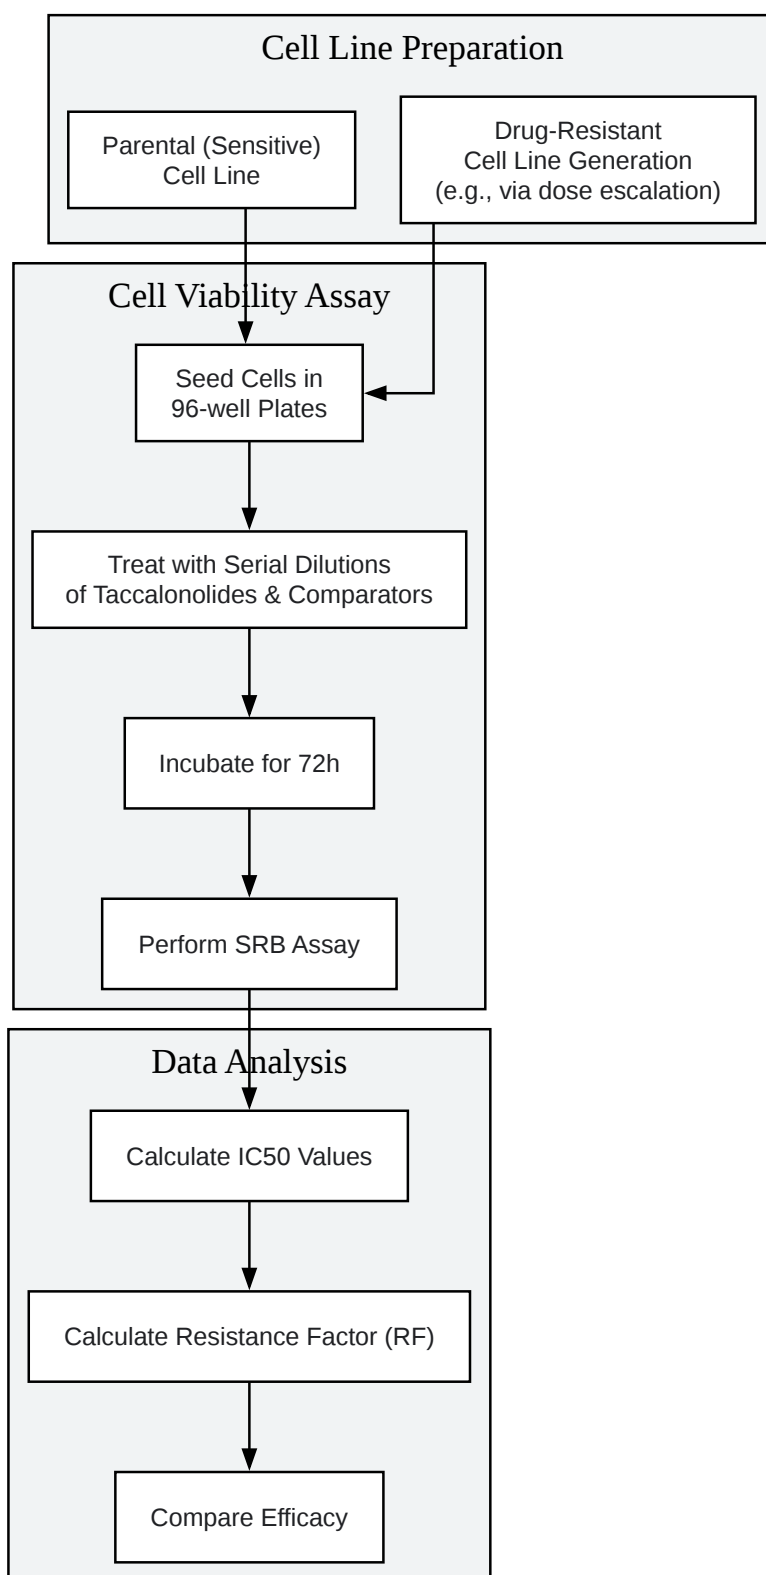 Cell Line Preparation
Parental (Sensitive)
Cell Line
Drug-Resistant
Cell Line Generation
(e.g., via dose escalation)
Cell Viability Assay
Seed Cells in
96-well Plates
Treat with Serial Dilutions
of Taccalonolides & Comparators
Incubate for 72h
Perform SRB Assay
Data Analysis
Calculate IC50 Values
Calculate Resistance Factor (RF)
Compare Efficacy